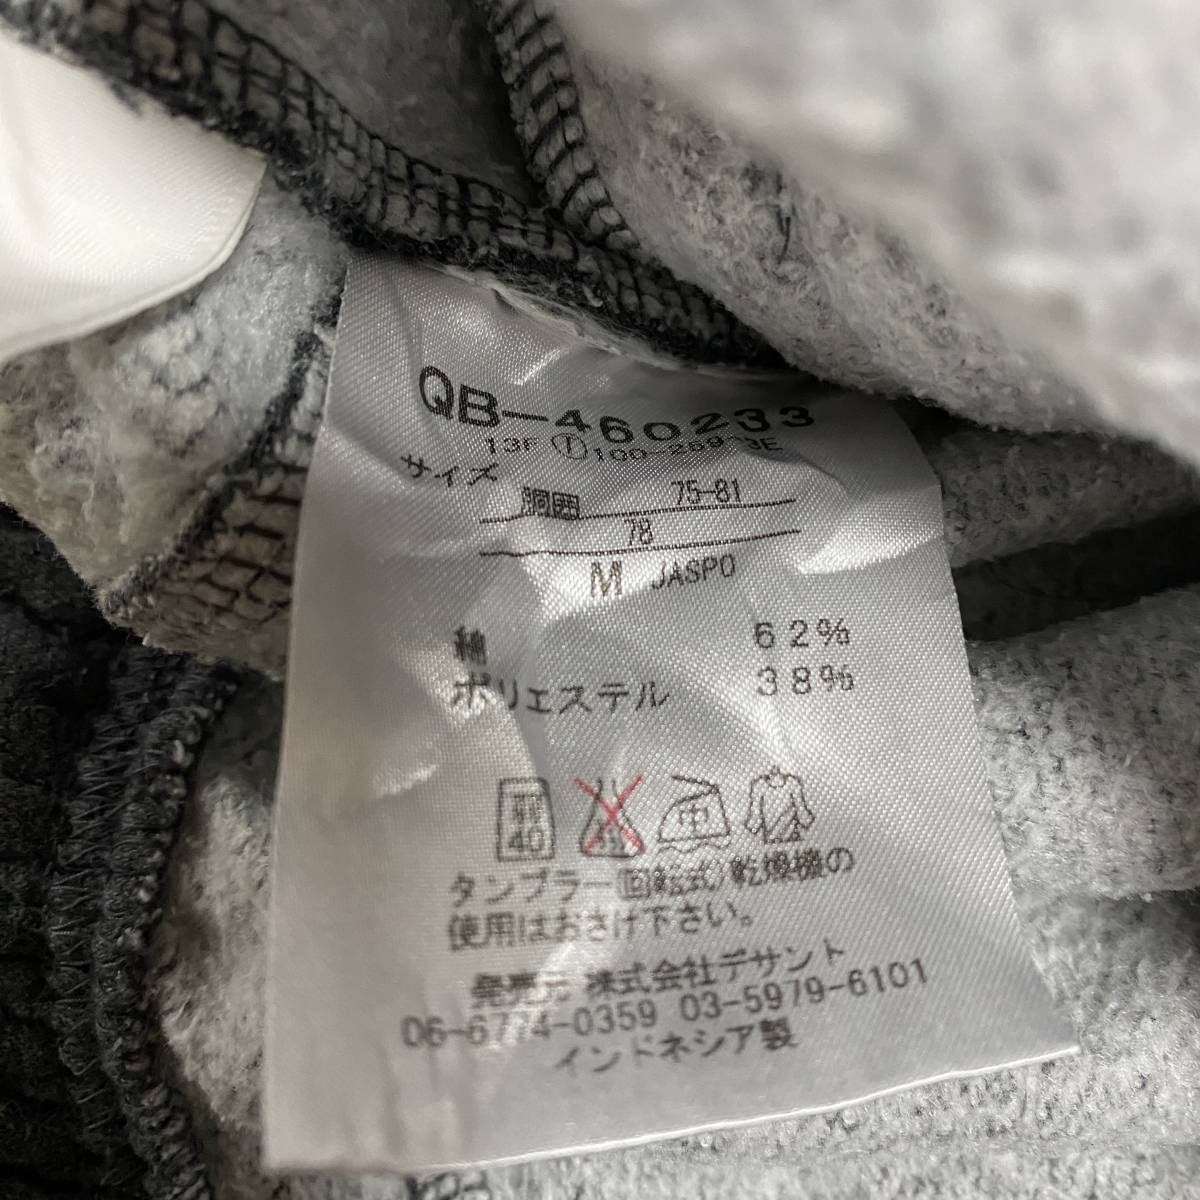 QB-460233
13F ① 100-25923E
サイズ
胴囲 75-81
78
M JASPO
綿 62%
ポリエステル 38%
弱 40
中
タンブラー(回転式)乾燥機の
使用はおさけ下さい。
発売元 株式会社デサント
06-6774-0359 03-5979-6101
インドネシア製